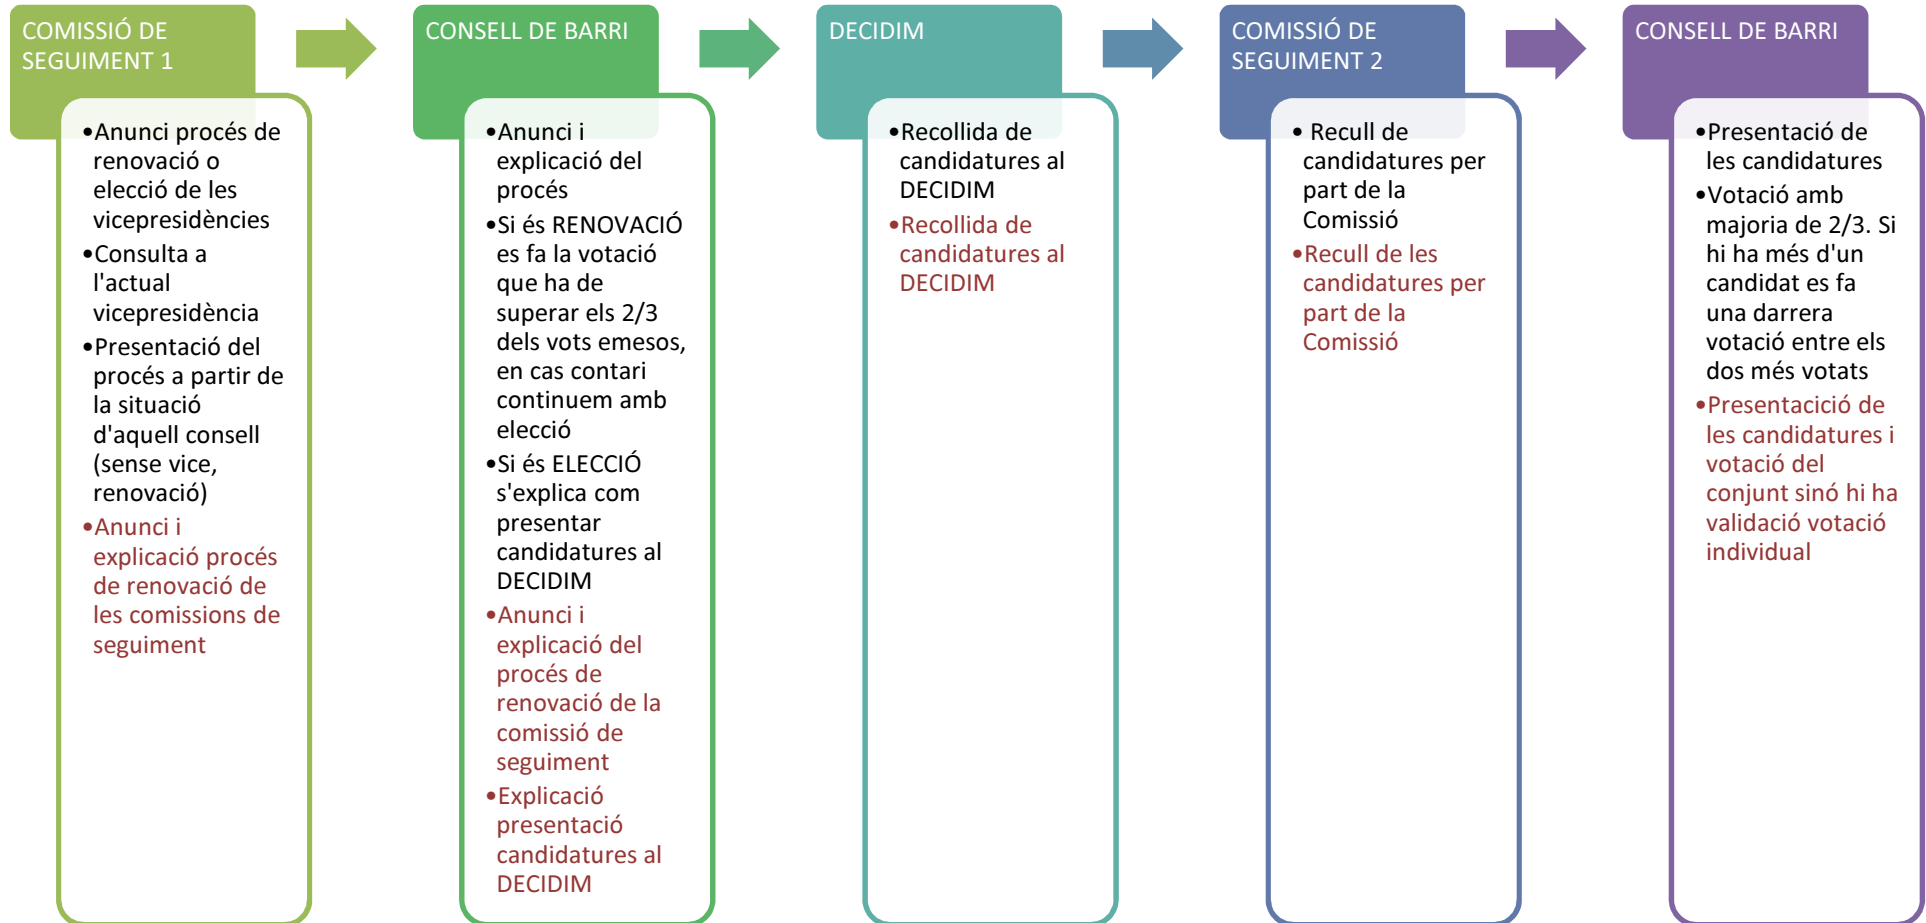 COMISSIÓ DE
SEGUIMENT 1
•Anunci procés de
renovació o
elecció de les
vicepresidències
•Consulta a
l'actual
vicepresidència
•Presentació del
procés a partir de
la situació
d'aquell consell
(sense vice,
renovació)
•Anunci i
explicació procés
de renovació de
les comissions de
seguiment
CONSELL DE BARRI
•Anunci i
explicació del
procés
•Si és RENOVACIÓ
es fa la votació
que ha de
superar els 2/3
dels vots emesos,
en cas contari
continuem amb
elecció
•Si és ELECCIÓ
s'explica com
presentar
candidatures al
DECIDIM
•Anunci i
explicació del
procés de
renovació de la
comissió de
seguiment
•Explicació
presentació
candidatures al
DECIDIM
DECIDIM
•Recollida de
candidatures al
DECIDIM
•Recollida de
candidatures al
DECIDIM
COMISSIÓ DE
SEGUIMENT 2
• Recull de
candidatures per
part de la
Comissió
•Recull de les
candidatures per
part de la
Comissió
CONSELL DE BARRI
•Presentació de
les candidatures
•Votació amb
majoria de 2/3. Si
hi ha més d'un
candidat es fa
una darrera
votació entre els
dos més votats
•Presentacició de
les candidatures i
votació del
conjunt sinó hi ha
validació votació
individual